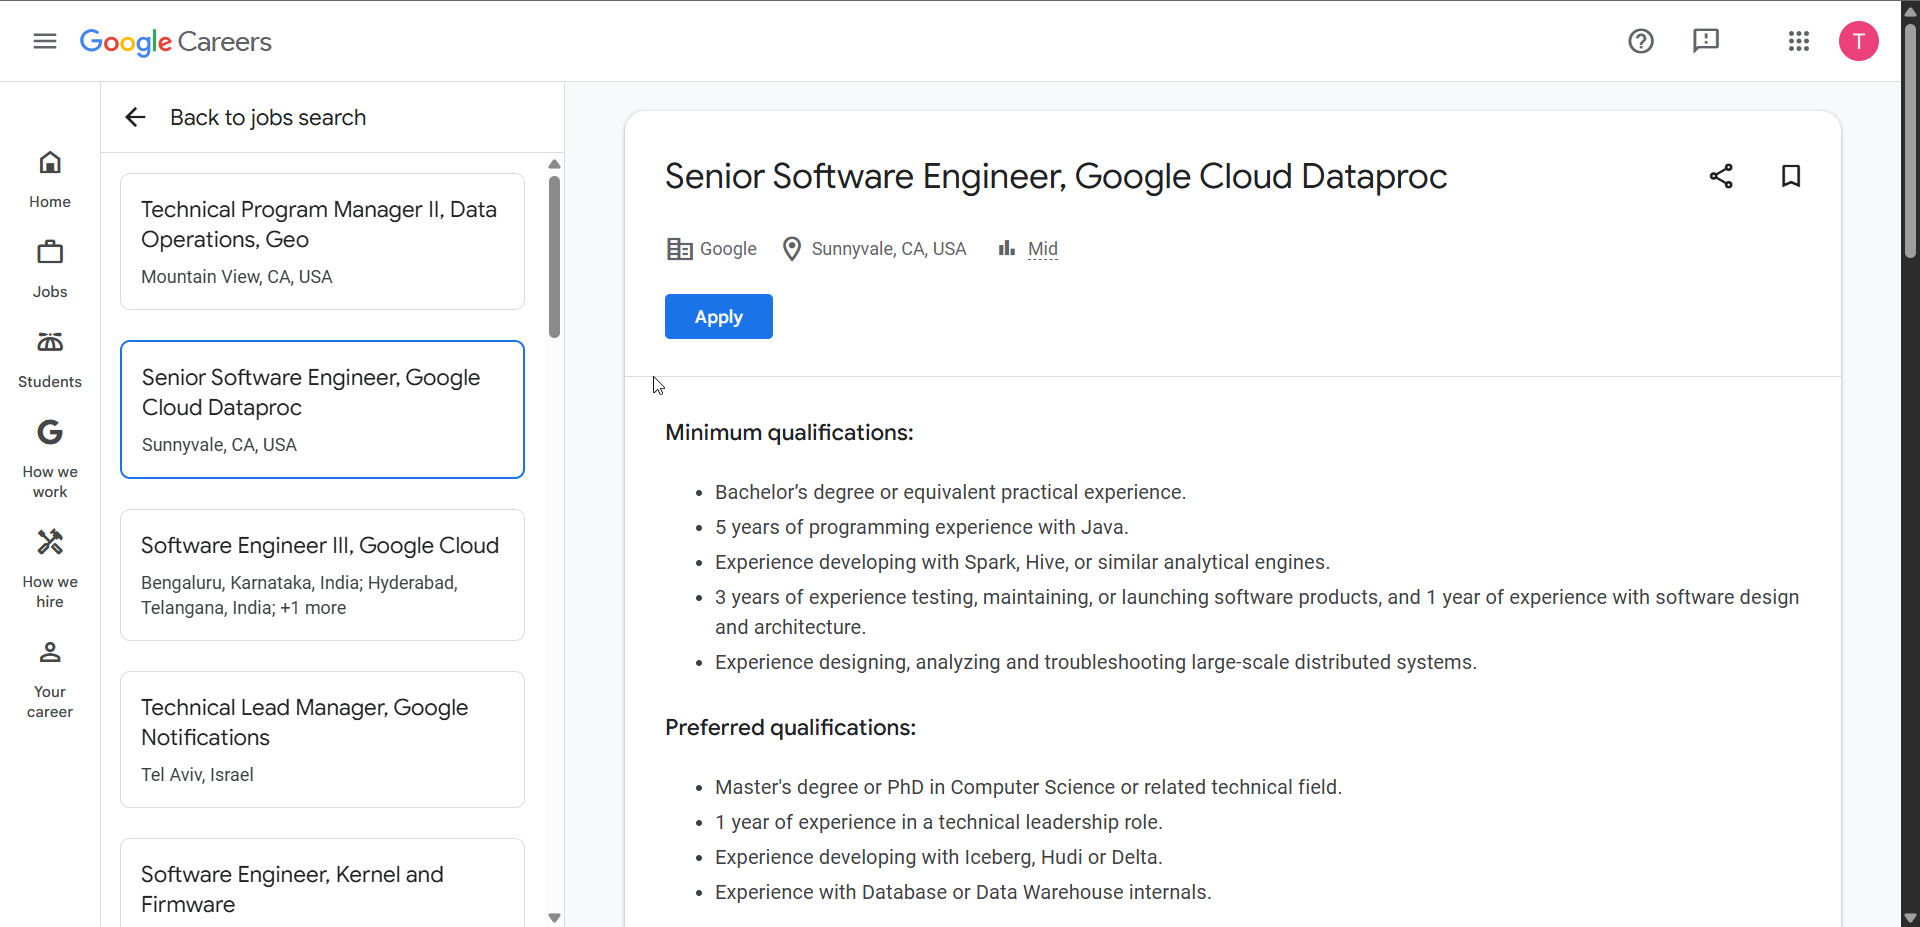 Google Careers
T
Back to jobs search
Home
Jobs
Students
How we
work
How we
hire
Your
career
Technical Program Manager II, Data
Operations, Geo
Mountain View, CA, USA
Senior Software Engineer, Google
Cloud Dataproc
Sunnyvale, CA, USA
Software Engineer III, Google Cloud
Bengaluru, Karnataka, India; Hyderabad,
Telangana, India; +1 more
Technical Lead Manager, Google
Notifications
Tel Aviv, Israel
Software Engineer, Kernel and
Firmware
Senior Software Engineer, Google Cloud Dataproc
Google Sunnyvale, CA, USA Mid
Apply
Minimum qualifications:
• Bachelor’s degree or equivalent practical experience.
• 5 years of programming experience with Java.
• Experience developing with Spark, Hive, or similar analytical engines.
• 3 years of experience testing, maintaining, or launching software products, and 1 year of experience with software design
and architecture.
• Experience designing, analyzing and troubleshooting large-scale distributed systems.
Preferred qualifications:
• Master's degree or PhD in Computer Science or related technical field.
• 1 year of experience in a technical leadership role.
• Experience developing with Iceberg, Hudi or Delta.
• Experience with Database or Data Warehouse internals.